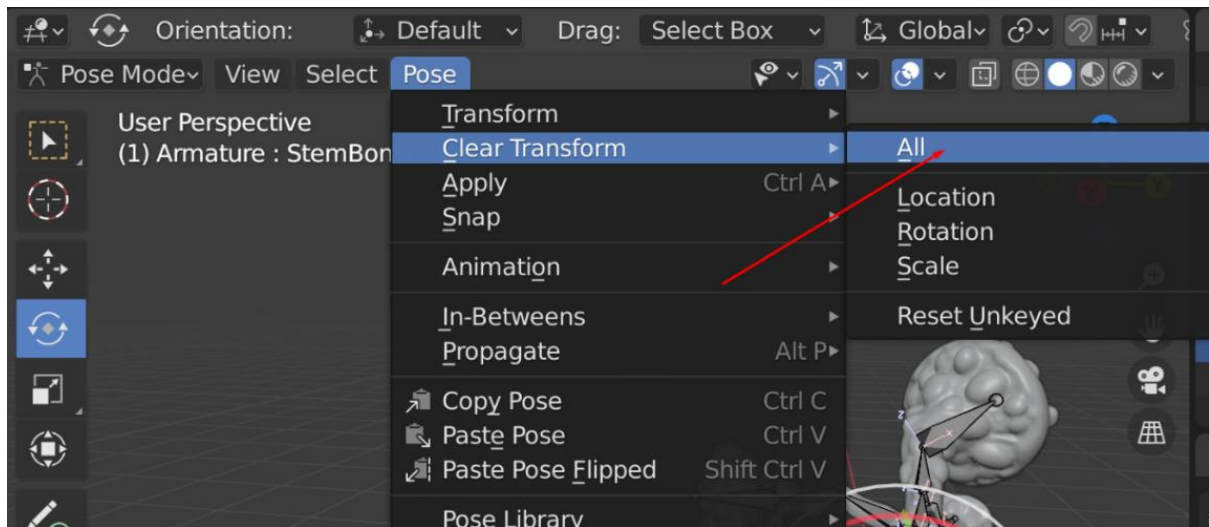 Orientation: Default Drag: Select Box Global
Pose Mode View Select Pose
User Perspective
(1) Armature : StemBon
Transform
Clear Transform
Apply Ctrl A
Snap
Animation
In-Betweens
Propagate Alt P
Copy Pose Ctrl C
Paste Pose Ctrl V
Paste Pose Flipped Shift Ctrl V
Pose Library
All
Location
Rotation
Scale
Reset Unkeyed